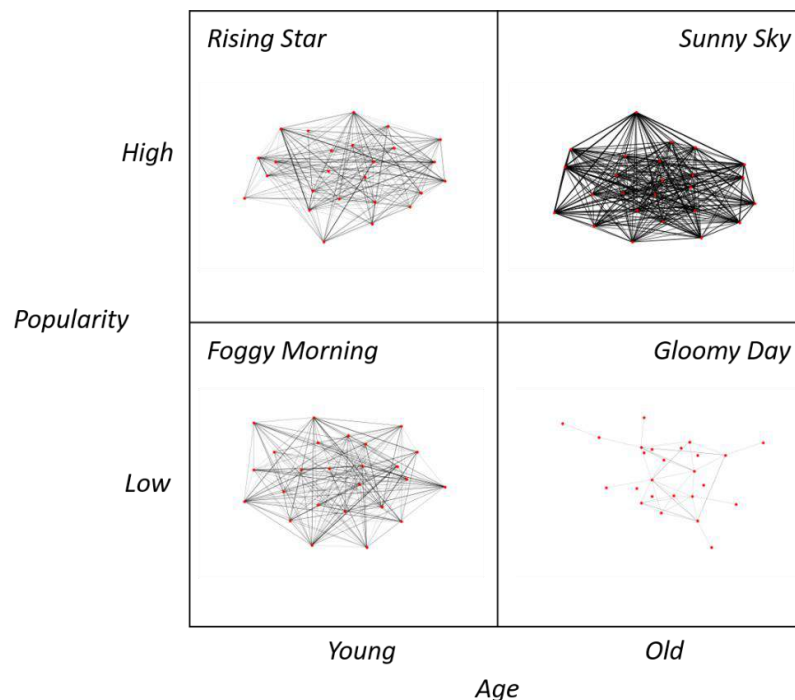 Rising Star
Sunny Sky
High
Popularity
Foggy Morning
Gloomy Day
Low
Young
Old
Age